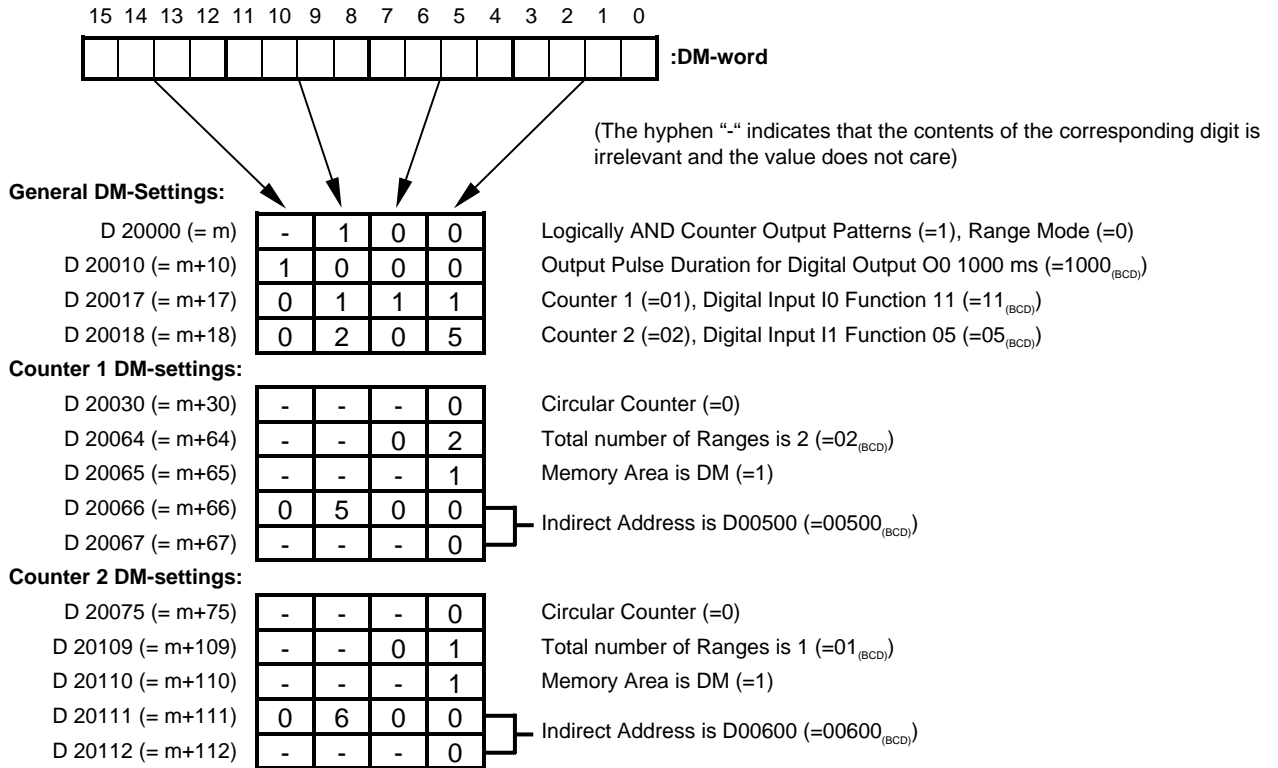 15 14 13 12 11 10 9 8 7 6 5 4 3 2 1 0
:DM-word
(The hyphen “-“ indicates that the contents of the corresponding digit is
irrelevant and the value does not care)
General DM-Settings:
D 20000 (= m) - 1 0 0 Logically AND Counter Output Patterns (=1), Range Mode (=0)
D 20010 (= m+10) 1 0 0 0 Output Pulse Duration for Digital Output O0 1000 ms (=1000(BCD))
D 20017 (= m+17) 0 1 1 1 Counter 1 (=01), Digital Input I0 Function 11 (=11(BCD))
D 20018 (= m+18) 0 2 0 5 Counter 2 (=02), Digital Input I1 Function 05 (=05(BCD))
Counter 1 DM-settings:
D 20030 (= m+30) - - - 0 Circular Counter (=0)
D 20064 (= m+64) - - 0 2 Total number of Ranges is 2 (=02(BCD))
D 20065 (= m+65) - - - 1 Memory Area is DM (=1)
D 20066 (= m+66) 0 5 0 0
Indirect Address is D00500 (=00500(BCD))
D 20067 (= m+67) - - - 0
Counter 2 DM-settings:
D 20075 (= m+75) - - - 0 Circular Counter (=0)
D 20109 (= m+109) - - 0 1 Total number of Ranges is 1 (=01(BCD))
D 20110 (= m+110) - - - 1 Memory Area is DM (=1)
D 20111 (= m+111) 0 6 0 0
Indirect Address is D00600 (=00600(BCD))
D 20112 (= m+112) - - - 0